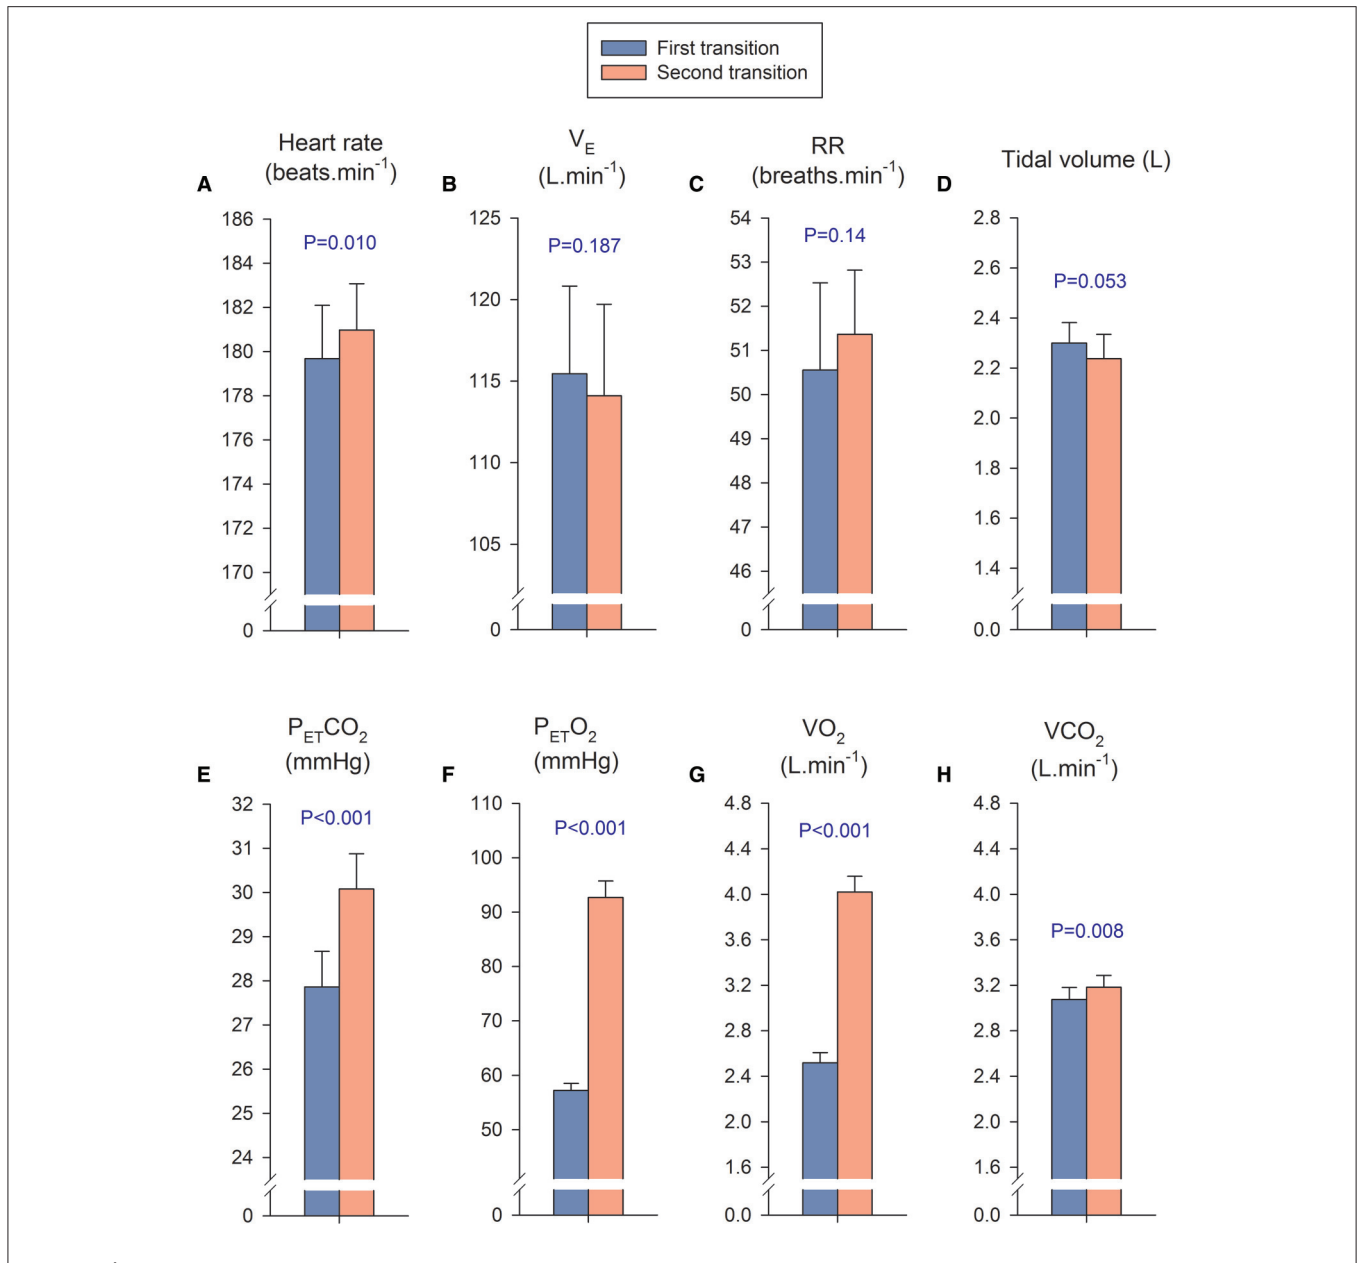 First transition
Second transition
A
Heart rate
(beats.min⁻¹)
P=0.010
186
184
182
180
178
176
174
172
170
0
B
V_E
(L.min⁻¹)
P=0.187
125
120
115
110
105
0
C
RR
(breaths.min⁻¹)
P=0.14
54
53
52
51
50
49
48
47
46
0
D
Tidal volume (L)
P=0.053
2.8
2.6
2.4
2.2
2.0
1.8
1.6
1.4
0.0
E
P_ETCO₂
(mmHg)
P<0.001
32
31
30
29
28
27
26
25
24
0
F
P_ETO₂
(mmHg)
P<0.001
110
100
90
80
70
60
50
0
G
VO₂
(L.min⁻¹)
P<0.001
4.8
4.4
4.0
3.6
3.2
2.8
2.4
2.0
1.6
0.0
H
VCO₂
(L.min⁻¹)
P=0.008
4.8
4.4
4.0
3.6
3.2
2.8
2.4
2.0
1.6
0.0